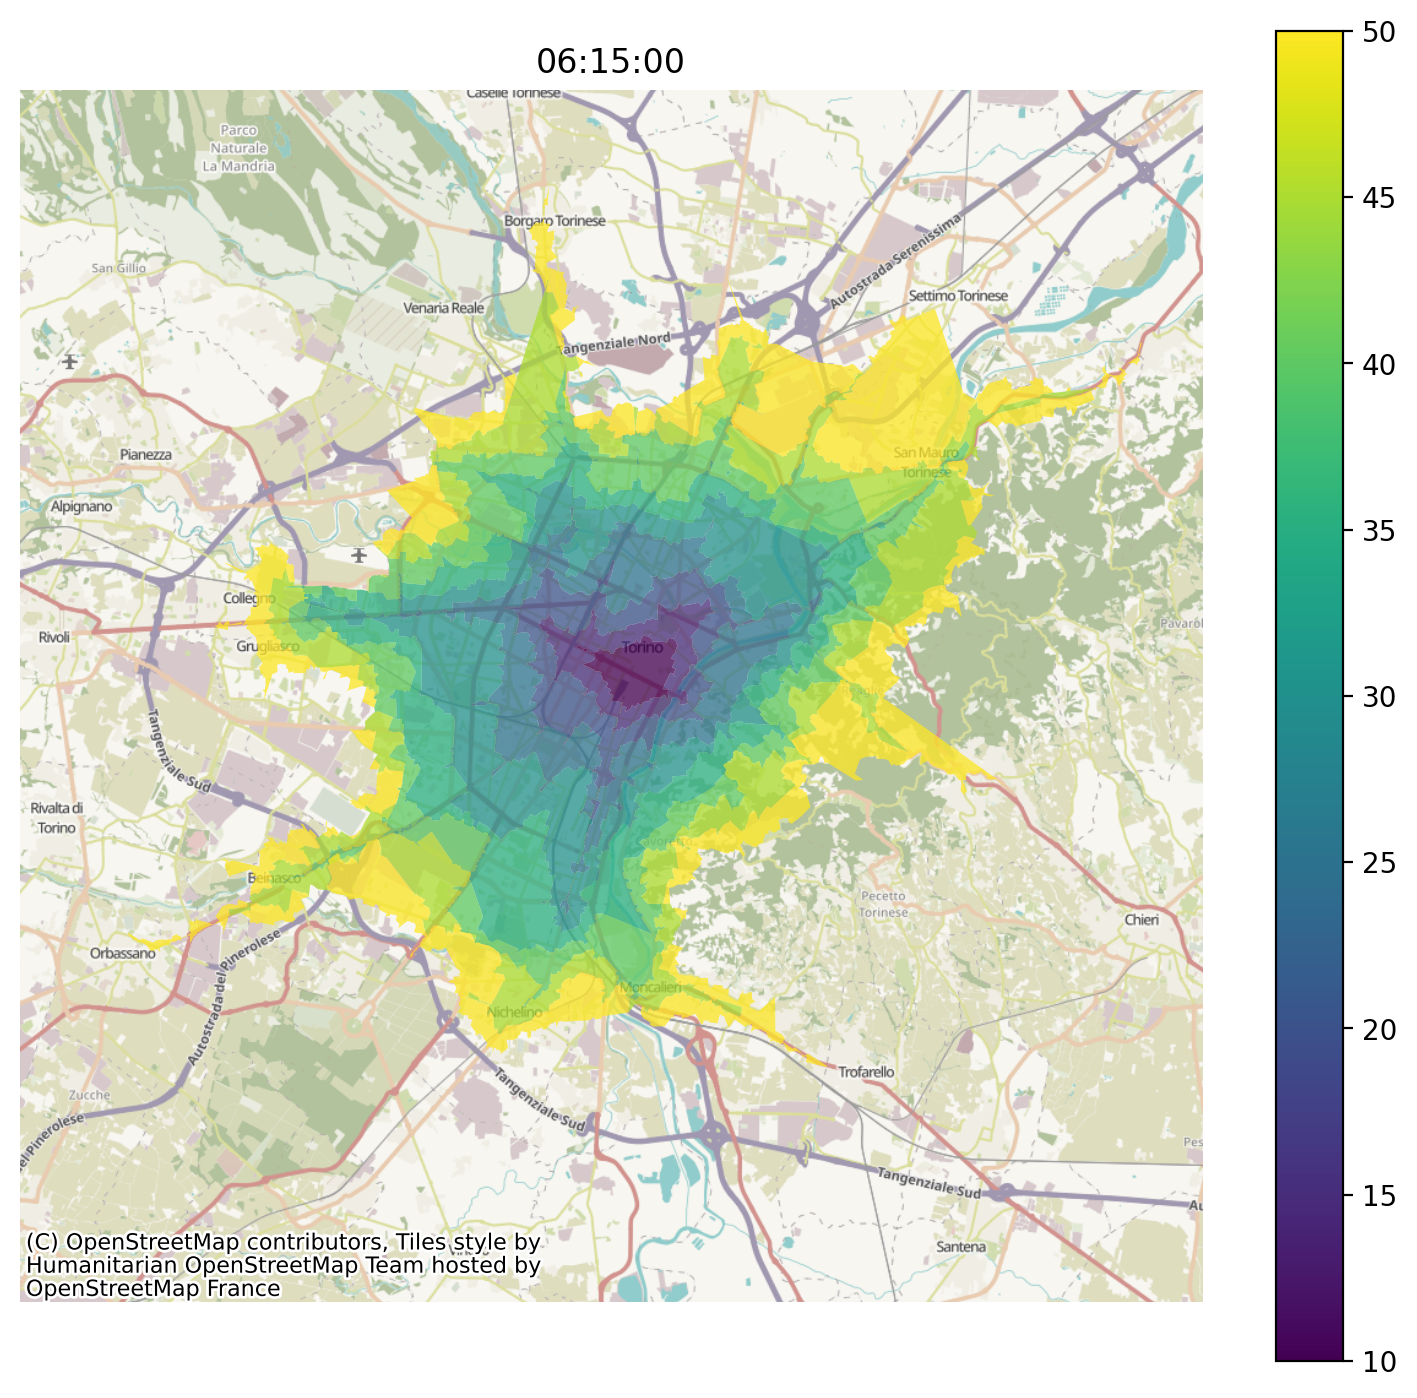 06:15:00
50
Caselle Torinese
Parco
Naturale
La Mandria
45
Borgaro Torinese
Autostrada Serenissima
San Gillio
Settimo Torinese
Venaria Reale
Tangenziale Nord
40
Pianezza
San Mauro
Torinese
Alpignano
35
Collegno
Rivoli
Grugliasco
Torino
30
Tangenziale Sud
Rivalta di
Torino
Cavoretto
25
Beinasco
Pecetto
Torinese
Chieri
Orbassano
Autostrada del Pinerolese
Moncalieri
Nichelino
20
Trofarello
Zucche
Tangenziale Sud
el Pinerolese
Pes
Tangenziale Sud
15
Au
Santena
(C) OpenStreetMap contributors, Tiles style by
Humanitarian OpenStreetMap Team hosted by
OpenStreetMap France
10